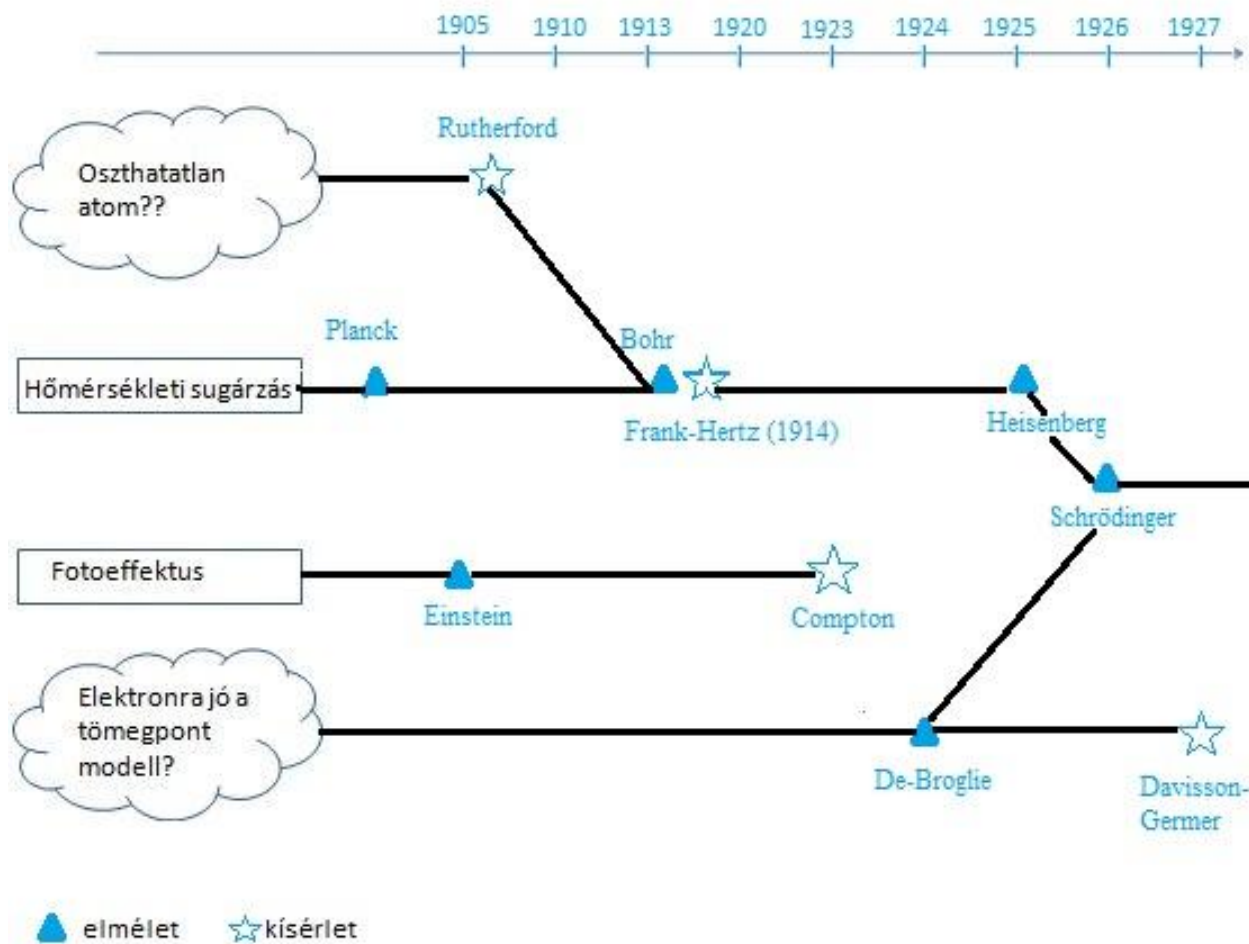 1905 1910 1913 1920 1923 1924 1925 1926 1927
Rutherford
Oszthatatlan
atom??
Planck
Bohr
Hőmérsékleti sugárzás
Frank-Hertz (1914)
Heisenberg
Schrödinger
Fotoeffektus
Einstein
Compton
Elektronra jó a
tömegpont
modell?
De-Broglie
Davisson-
Germer
elmélet
kísérlet